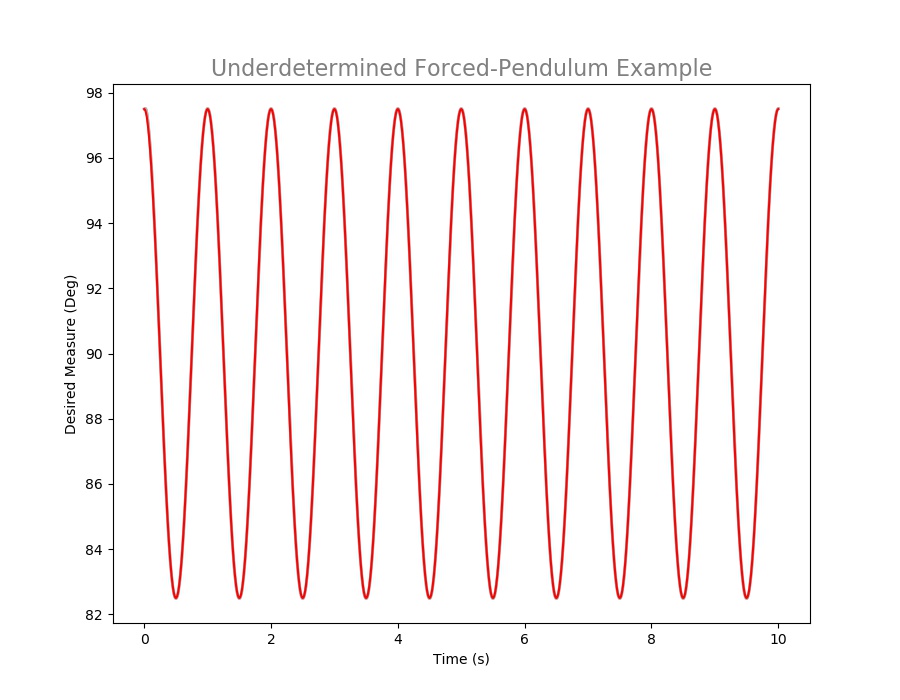 Underdetermined Forced-Pendulum Example
98
96
94
92
90
88
86
84
82
Desired Measure (Deg)
0 2 4 6 8 10
Time (s)